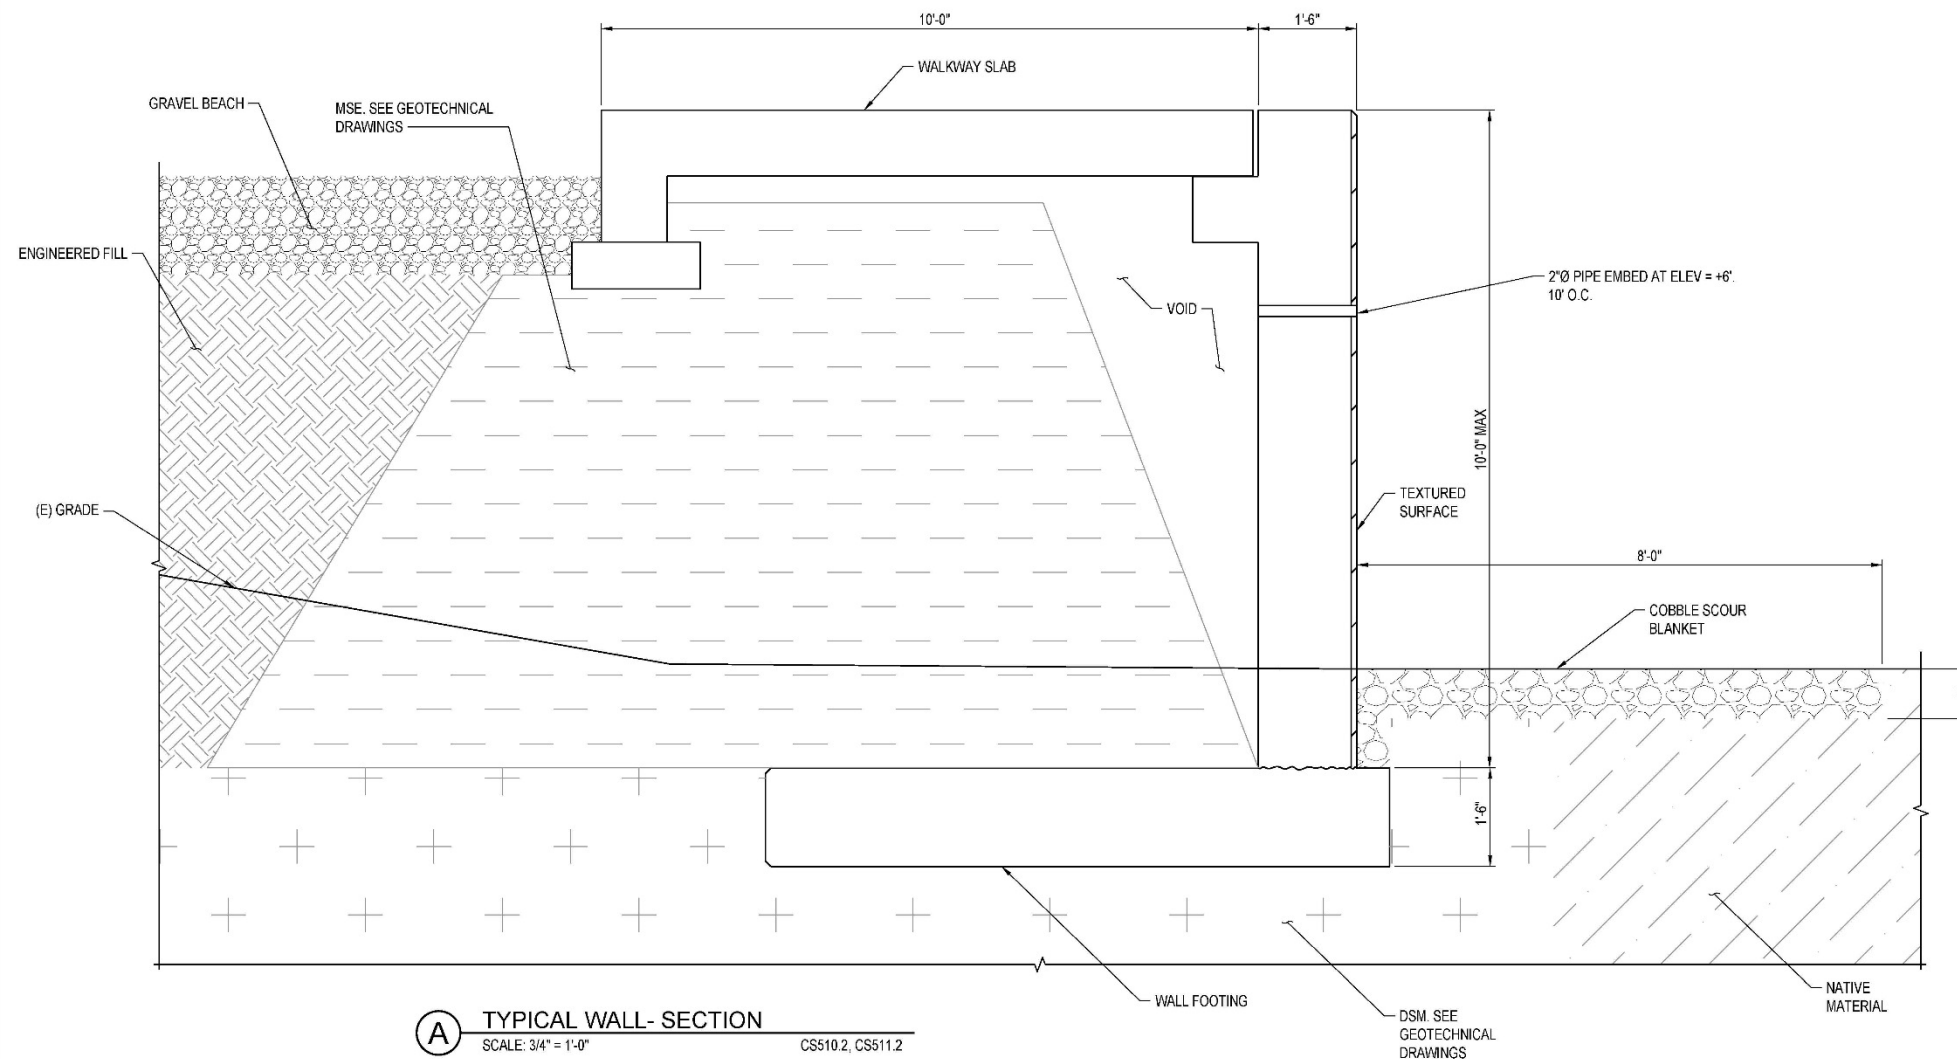 10'-0"
1'-6"
WALKWAY SLAB
GRAVEL BEACH
MSE. SEE GEOTECHNICAL
DRAWINGS
ENGINEERED FILL
2"Ø PIPE EMBED AT ELEV = +6'.
10' O.C.
VOID
10'-0" MAX
(E) GRADE
TEXTURED
SURFACE
8'-0"
COBBLE SCOUR
BLANKET
1'-6"
WALL FOOTING
NATIVE
MATERIAL
DSM. SEE
GEOTECHNICAL
DRAWINGS
A
TYPICAL WALL- SECTION
SCALE: 3/4" = 1'-0"
CS510.2, CS511.2